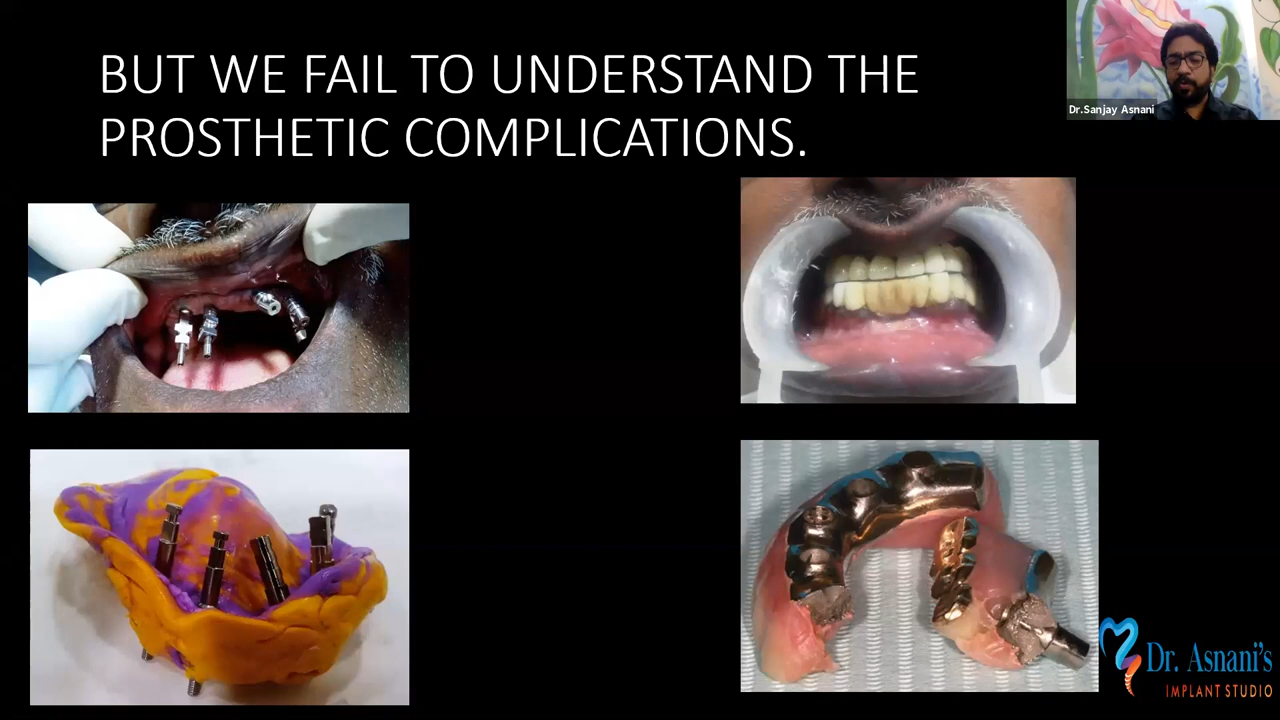 BUT WE FAIL TO UNDERSTAND THE
PROSTHETIC COMPLICATIONS.
Dr.Sanjay Asnani
Dr. Asnani's
IMPLANT STUDIO